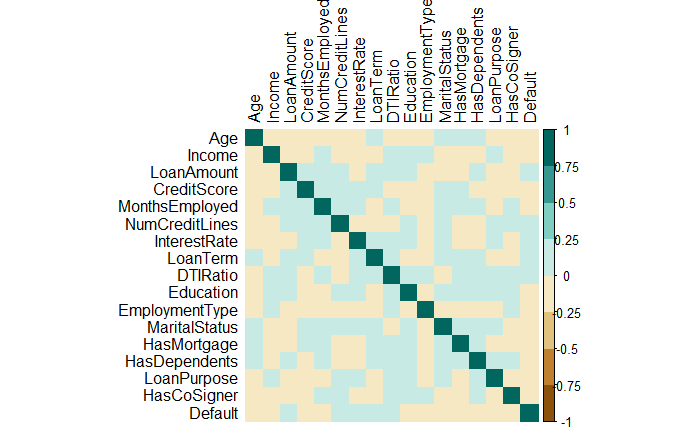 Age
Income
LoanAmount
CreditScore
MonthsEmployed
NumCreditLines
InterestRate
LoanTerm
DTIRatio
Education
EmploymentType
MaritalStatus
HasMortgage
HasDependents
LoanPurpose
HasCoSigner
Default
Age
Income
LoanAmount
CreditScore
MonthsEmployed
NumCreditLines
InterestRate
LoanTerm
DTIRatio
Education
EmploymentType
MaritalStatus
HasMortgage
HasDependents
LoanPurpose
HasCoSigner
Default
1
0.75
0.5
0.25
0
-0.25
-0.5
-0.75
-1